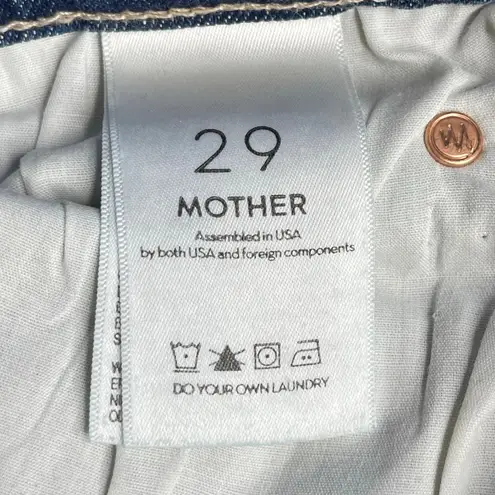 29
MOTHER
Assembled in USA
by both USA and foreign components
DO YOUR OWN LAUNDRY